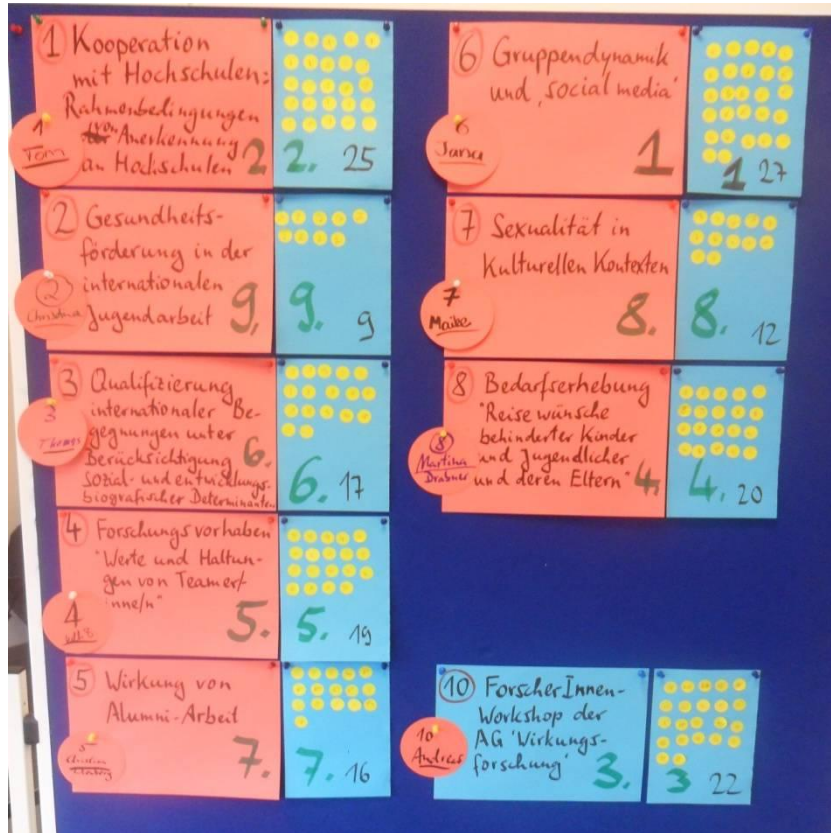 1 Kooperation
mit Hochschulen:
Rahmenbedingungen
von Anerkennung
an Hochschulen 2
1
Tom
2. 25
2 Gesundheits-
förderung in der
internationalen
Jugendarbeit 9.
2
Christina
9. 9
3 Qualifizierung
internationaler Be-
gegnungen unter
Berücksichtigung 6.
Sozial- und entwicklungs-
biografischer Determinanten
3
Thomas
6. 17
4 Forschungsvorhaben
"Werte und Haltun-
gen von Teamer/
inne/n"
5.
4
5. 19
5 Wirkung von
Alumni-Arbeit
7.
5
7. 16
6 Gruppendynamik
und 'social media'
1
6
Jana
1 27
7 Sexualität in
Kulturellen Kontexten
8.
7
Maike
8. 12
8 Bedarfserhebung
"Reisewünsche
behinderter Kinder
und Jugendlicher
und deren Eltern" 4.
8
Martina
Drabner
4. 20
10 ForscherInnen-
Workshop der
AG 'Wirkungs-
forschung' 3.
10
Andreas
3 22